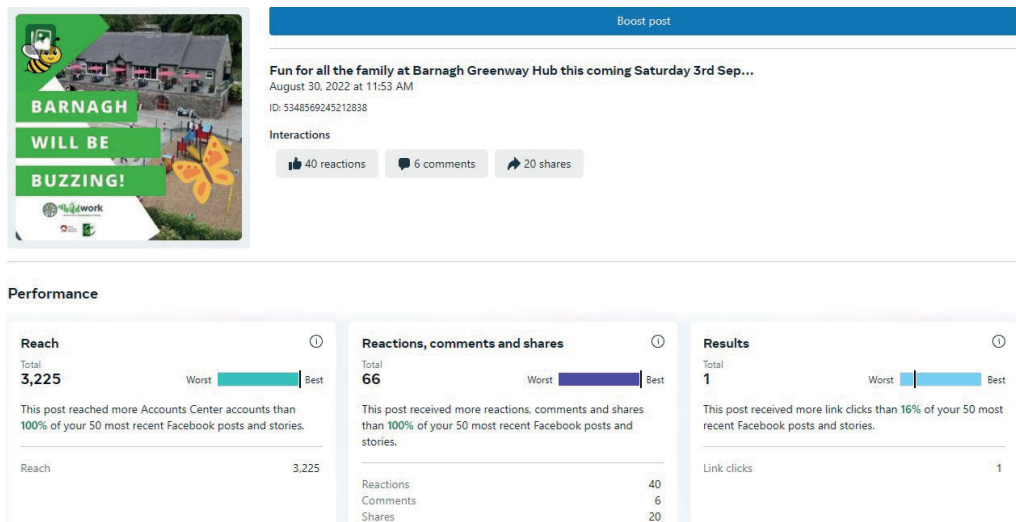 BARNAGH
WILL BE
BUZZING!
Wildwork
Boost post
Fun for all the family at Barnagh Greenway Hub this coming Saturday 3rd Sep...
August 30, 2022 at 11:53 AM
ID: 5348569245212838
Interactions
40 reactions
6 comments
20 shares
Performance
Reach
Total
3,225
Worst
Best
This post reached more Accounts Center accounts than
100% of your 50 most recent Facebook posts and stories.
Reach 3,225
Reactions, comments and shares
Total
66
Worst
Best
This post received more reactions, comments and shares
than 100% of your 50 most recent Facebook posts and
stories.
Reactions 40
Comments 6
Shares 20
Results
Total
1
Worst
Best
This post received more link clicks than 16% of your 50 most
recent Facebook posts and stories.
Link clicks 1